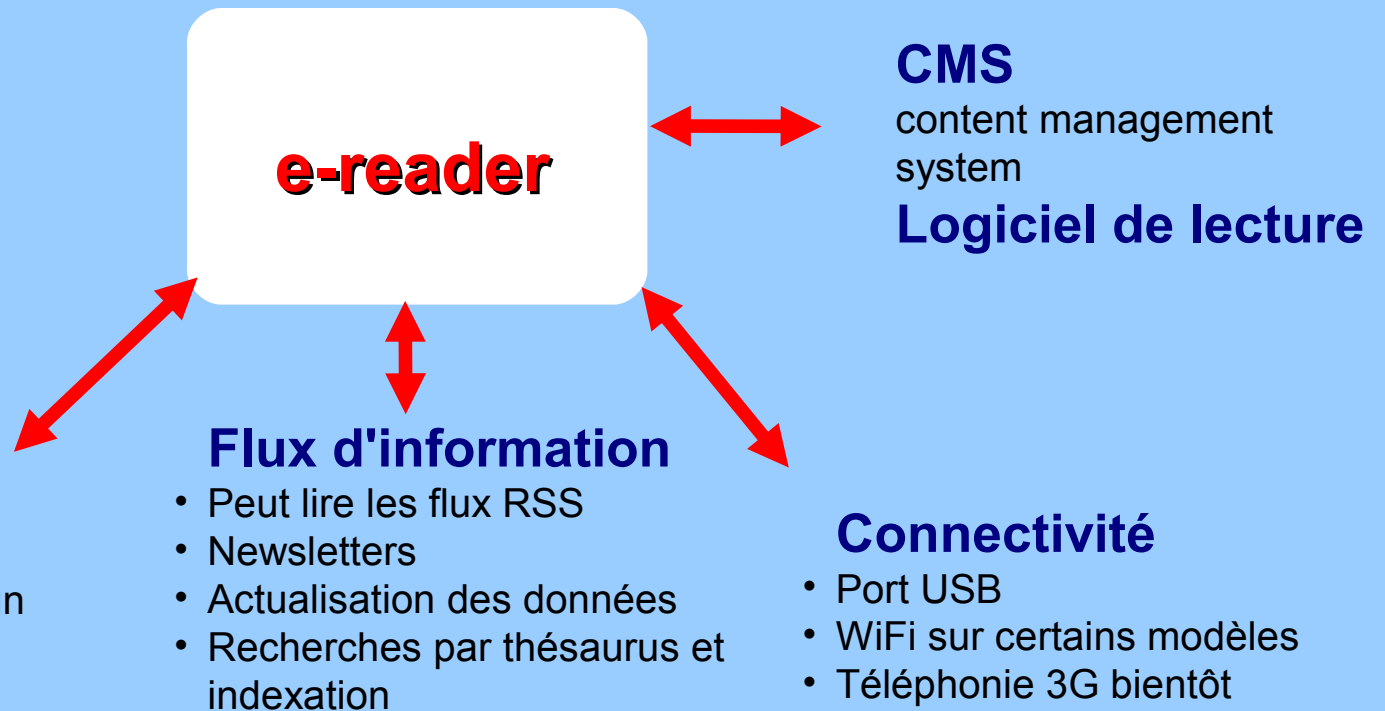 e-reader
CMS
content management
system
Logiciel de lecture
Flux d'information
• Peut lire les flux RSS
• Newsletters
• Actualisation des données
• Recherches par thésaurus et
indexation
n
Connectivité
• Port USB
• WiFi sur certains modèles
• Téléphonie 3G bientôt